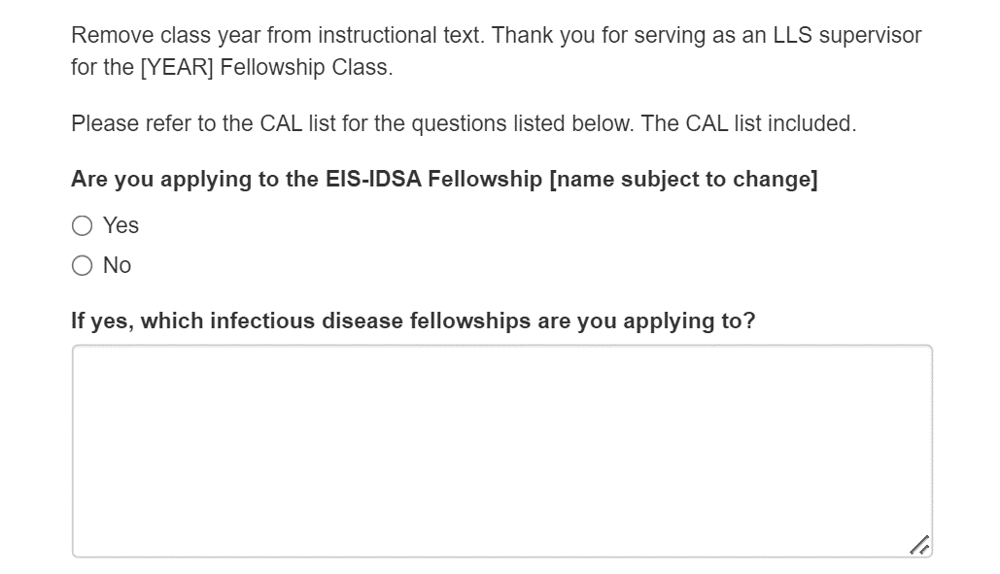 Remove class year from instructional text. Thank you for serving as an LLS supervisor
for the [YEAR] Fellowship Class.
Please refer to the CAL list for the questions listed below. The CAL list included.
Are you applying to the EIS-IDSA Fellowship [name subject to change]
Yes
No
If yes, which infectious disease fellowships are you applying to?